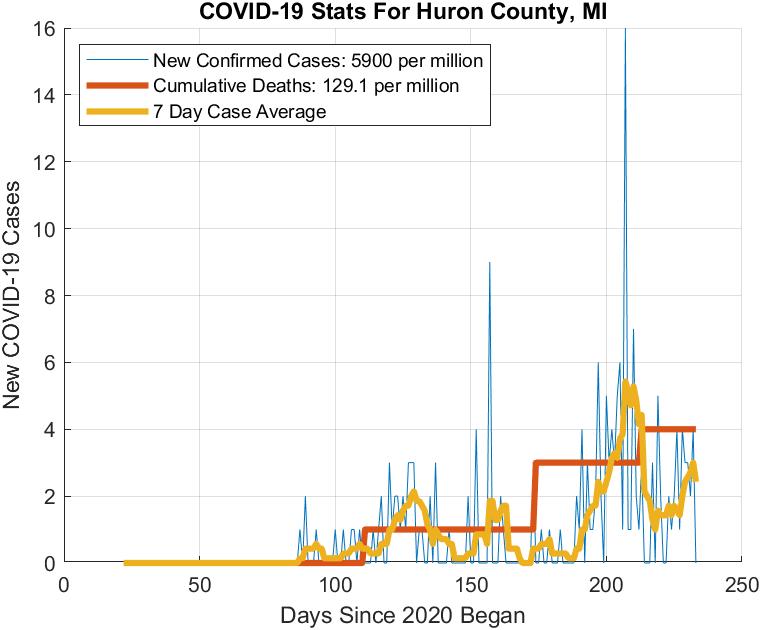 COVID-19 Stats For Huron County, MI
New Confirmed Cases: 5900 per million
Cumulative Deaths: 129.1 per million
7 Day Case Average
New COVID-19 Cases
16
14
12
10
8
6
4
2
0
0 50 100 150 200 250
Days Since 2020 Began